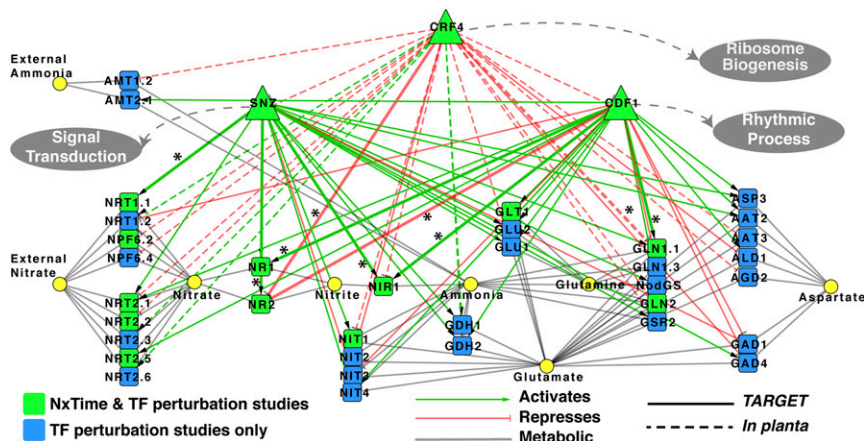 CRF4
External
Ammonia
AMT1.2
AMT2.1
Ribosome
Biogenesis
SNZ
CDF1
Signal
Transduction
Rhythmic
Process
*
NRT1.1
NRT1.2
NPF6.2
NPF6.4
GLT1
GLU2
GLU1
* *
* *
ASP3
AAT2
AAT3
ALD1
AGD2
GLN1.1
GLN1.3
NodGS
GLN2
GSR2
External
Nitrate
Nitrate
* *
*
NR1
NR2
Nitrite
NIR1
Ammonia
Glutamine
Aspartate
NRT2.1
NRT2.2
NRT2.3
NRT2.5
NRT2.6
NIT1
NIT2
NIT3
NIT4
GDH1
GDH2
Glutamate
GAD1
GAD4
NxTime & TF perturbation studies
TF perturbation studies only
Activates
Represses
Metabolic
TARGET
In planta